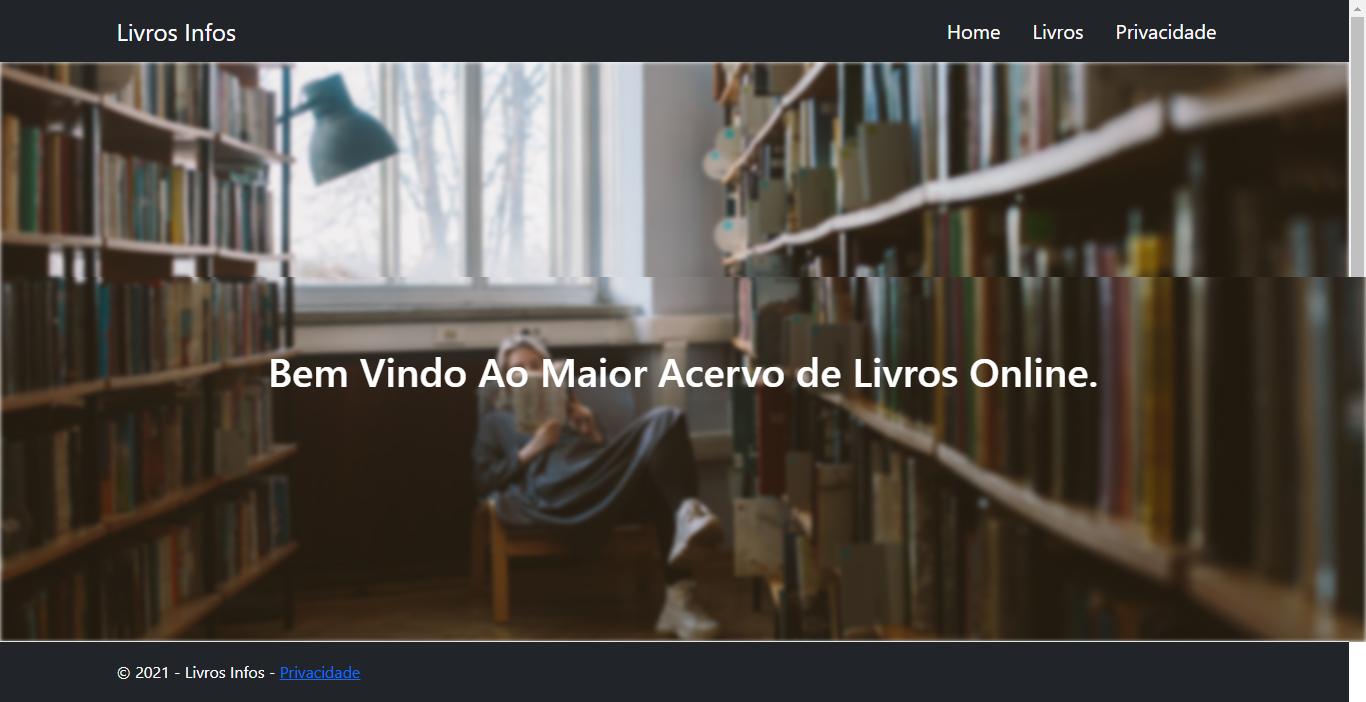 Livros Infos
Home Livros Privacidade
Bem Vindo Ao Maior Acervo de Livros Online.
© 2021 - Livros Infos - Privacidade